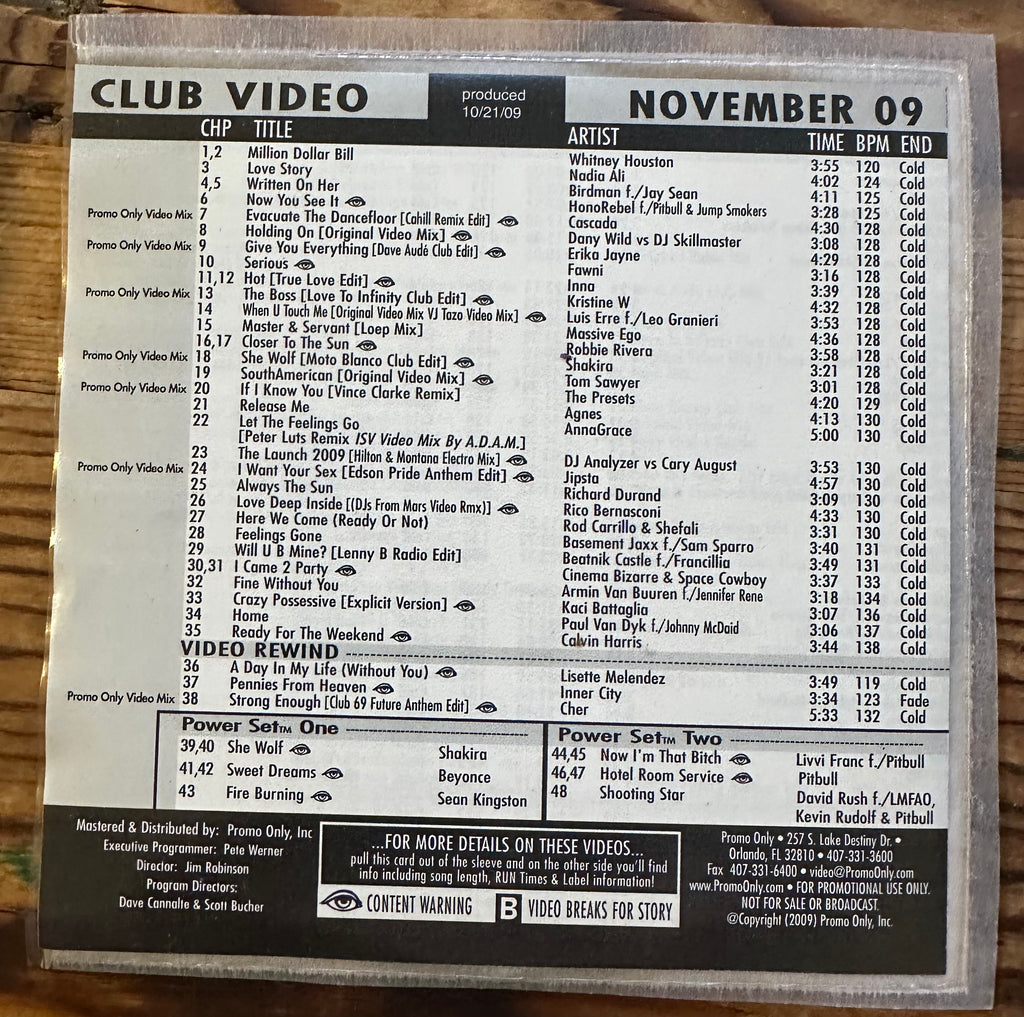 CLUB VIDEO produced 10/21/09 NOVEMBER 09
CHP TITLE ARTIST TIME BPM END
1,2 Million Dollar Bill Whitney Houston 3:55 120 Cold
3 Love Story Nadia Ali 4:02 124 Cold
4,5 Written On Her Birdman f./Jay Sean 4:11 125 Cold
6 Now You See It HonoRebel f./Pitbull & Jump Smokers 3:28 125 Cold
Promo Only Video Mix 7 Evacuate The Dancefloor [Cahill Remix Edit] Cascada 4:30 128 Cold
8 Holding On [Original Video Mix] Dany Wild vs DJ Skillmaster 3:08 128 Cold
Promo Only Video Mix 9 Give You Everything [Dave Audé Club Edit] Erika Jayne 4:29 128 Cold
10 Serious Fawni 3:16 128 Cold
11,12 Hot [True Love Edit] Inna 3:39 128 Cold
Promo Only Video Mix 13 The Boss [Love To Infinity Club Edit] Kristine W 4:32 128 Cold
14 When U Touch Me [Original Video Mix VJ Tazo Video Mix] Luis Erre f./Leo Granieri 3:53 128 Cold
15 Master & Servant [Loep Mix] Massive Ego 4:36 128 Cold
16,17 Closer To The Sun Robbie Rivera 3:58 128 Cold
Promo Only Video Mix 18 She Wolf [Moto Blanco Club Edit] Shakira 3:21 128 Cold
19 SouthAmerican [Original Video Mix] Tom Sawyer 3:01 128 Cold
Promo Only Video Mix 20 If I Know You [Vince Clarke Remix] The Presets 4:20 129 Cold
21 Release Me Agnes 4:13 130 Cold
22 Let The Feelings Go AnnaGrace 5:00 130 Cold
[Peter Luts Remix ISV Video Mix By A.D.A.M.]
23 The Launch 2009 [Hilton & Montana Electro Mix] DJ Analyzer vs Cary August 3:53 130 Cold
Promo Only Video Mix 24 I Want Your Sex [Edson Pride Anthem Edit] Jipsta 4:57 130 Cold
25 Always The Sun Richard Durand 3:09 130 Cold
26 Love Deep Inside [(DJs From Mars Video Rmx)] Rico Bernasconi 4:33 130 Cold
27 Here We Come (Ready Or Not) Rod Carrillo & Shefali 3:31 130 Cold
28 Feelings Gone Basement Jaxx f./Sam Sparro 3:40 131 Cold
29 Will U B Mine? [Lenny B Radio Edit] Beatnik Castle f./Francillia 3:49 131 Cold
30,31 I Came 2 Party Cinema Bizarre & Space Cowboy 3:37 133 Cold
32 Fine Without You Armin Van Buuren f./Jennifer Rene 3:18 134 Cold
33 Crazy Possessive [Explicit Version] Kaci Battaglia 3:07 136 Cold
34 Home Paul Van Dyk f./Johnny McDaid 3:06 137 Cold
35 Ready For The Weekend Calvin Harris 3:44 138 Cold
VIDEO REWIND
36 A Day In My Life (Without You) Lisette Melendez 3:49 119 Cold
37 Pennies From Heaven Inner City 3:34 123 Fade
Promo Only Video Mix 38 Strong Enough [Club 69 Future Anthem Edit] Cher 5:33 132 Cold
Power Set™ One
39,40 She Wolf Shakira
41,42 Sweet Dreams Beyonce
43 Fire Burning Sean Kingston
Power Set™ Two
44,45 Now I'm That Bitch Livvi Franc f./Pitbull
46,47 Hotel Room Service Pitbull
48 Shooting Star David Rush f./LMFAO,
Kevin Rudolf & Pitbull
Mastered & Distributed by: Promo Only, Inc
Executive Programmer: Pete Werner
Director: Jim Robinson
Program Directors:
Dave Cannalte & Scott Bucher
...FOR MORE DETAILS ON THESE VIDEOS...
pull this card out of the sleeve and on the other side you'll find
info including song length, RUN Times & Label information!
CONTENT WARNING B VIDEO BREAKS FOR STORY
Promo Only • 257 S. Lake Destiny Dr. •
Orlando, FL 32810 • 407-331-3600
Fax 407-331-6400 • video@PromoOnly.com
www.PromoOnly.com • FOR PROMOTIONAL USE ONLY.
NOT FOR SALE OR BROADCAST.
@Copyright (2009) Promo Only, Inc.